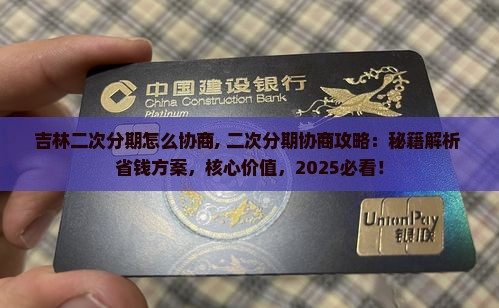 中国建设银行
China Construction Bank
Platinum
吉林二次分期怎么协商, 二次分期协商攻略：秘籍解析
省钱方案，核心价值，2025必看！
UnionPay
银联